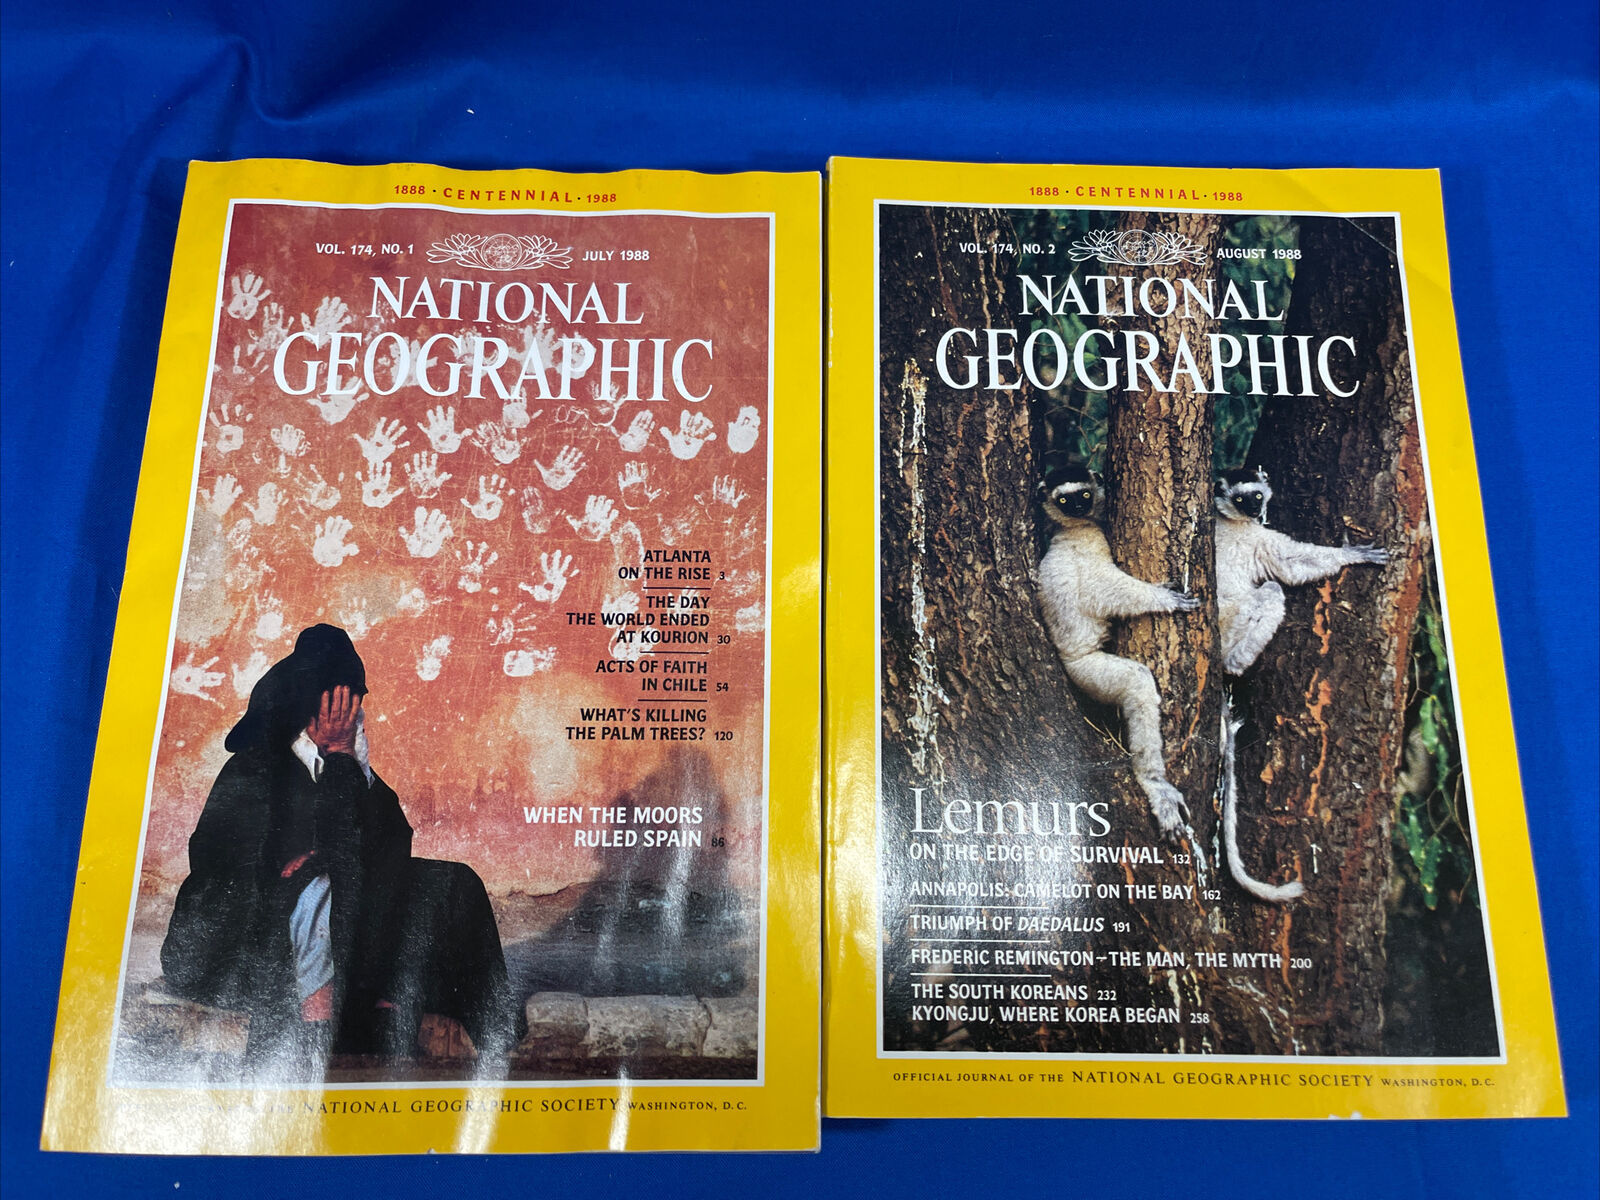 1888 · CENTENNIAL · 1988
VOL. 174, NO. 1
JULY 1988
NATIONAL
GEOGRAPHIC
ATLANTA
ON THE RISE 3
THE DAY
THE WORLD ENDED
AT KOURION 30
ACTS OF FAITH
IN CHILE 54
WHAT'S KILLING
THE PALM TREES? 120
WHEN THE MOORS
RULED SPAIN 86
THE NATIONAL GEOGRAPHIC SOCIETY WASHINGTON, D.C.
1888 · CENTENNIAL · 1988
VOL. 174, NO. 2
AUGUST 1988
NATIONAL
GEOGRAPHIC
Lemurs
ON THE EDGE OF SURVIVAL 132
ANNAPOLIS: CAMELOT ON THE BAY 162
TRIUMPH OF DAEDALUS 191
FREDERIC REMINGTON–THE MAN, THE MYTH 200
THE SOUTH KOREANS 232
KYONGJU, WHERE KOREA BEGAN 258
OFFICIAL JOURNAL OF THE NATIONAL GEOGRAPHIC SOCIETY WASHINGTON, D.C.